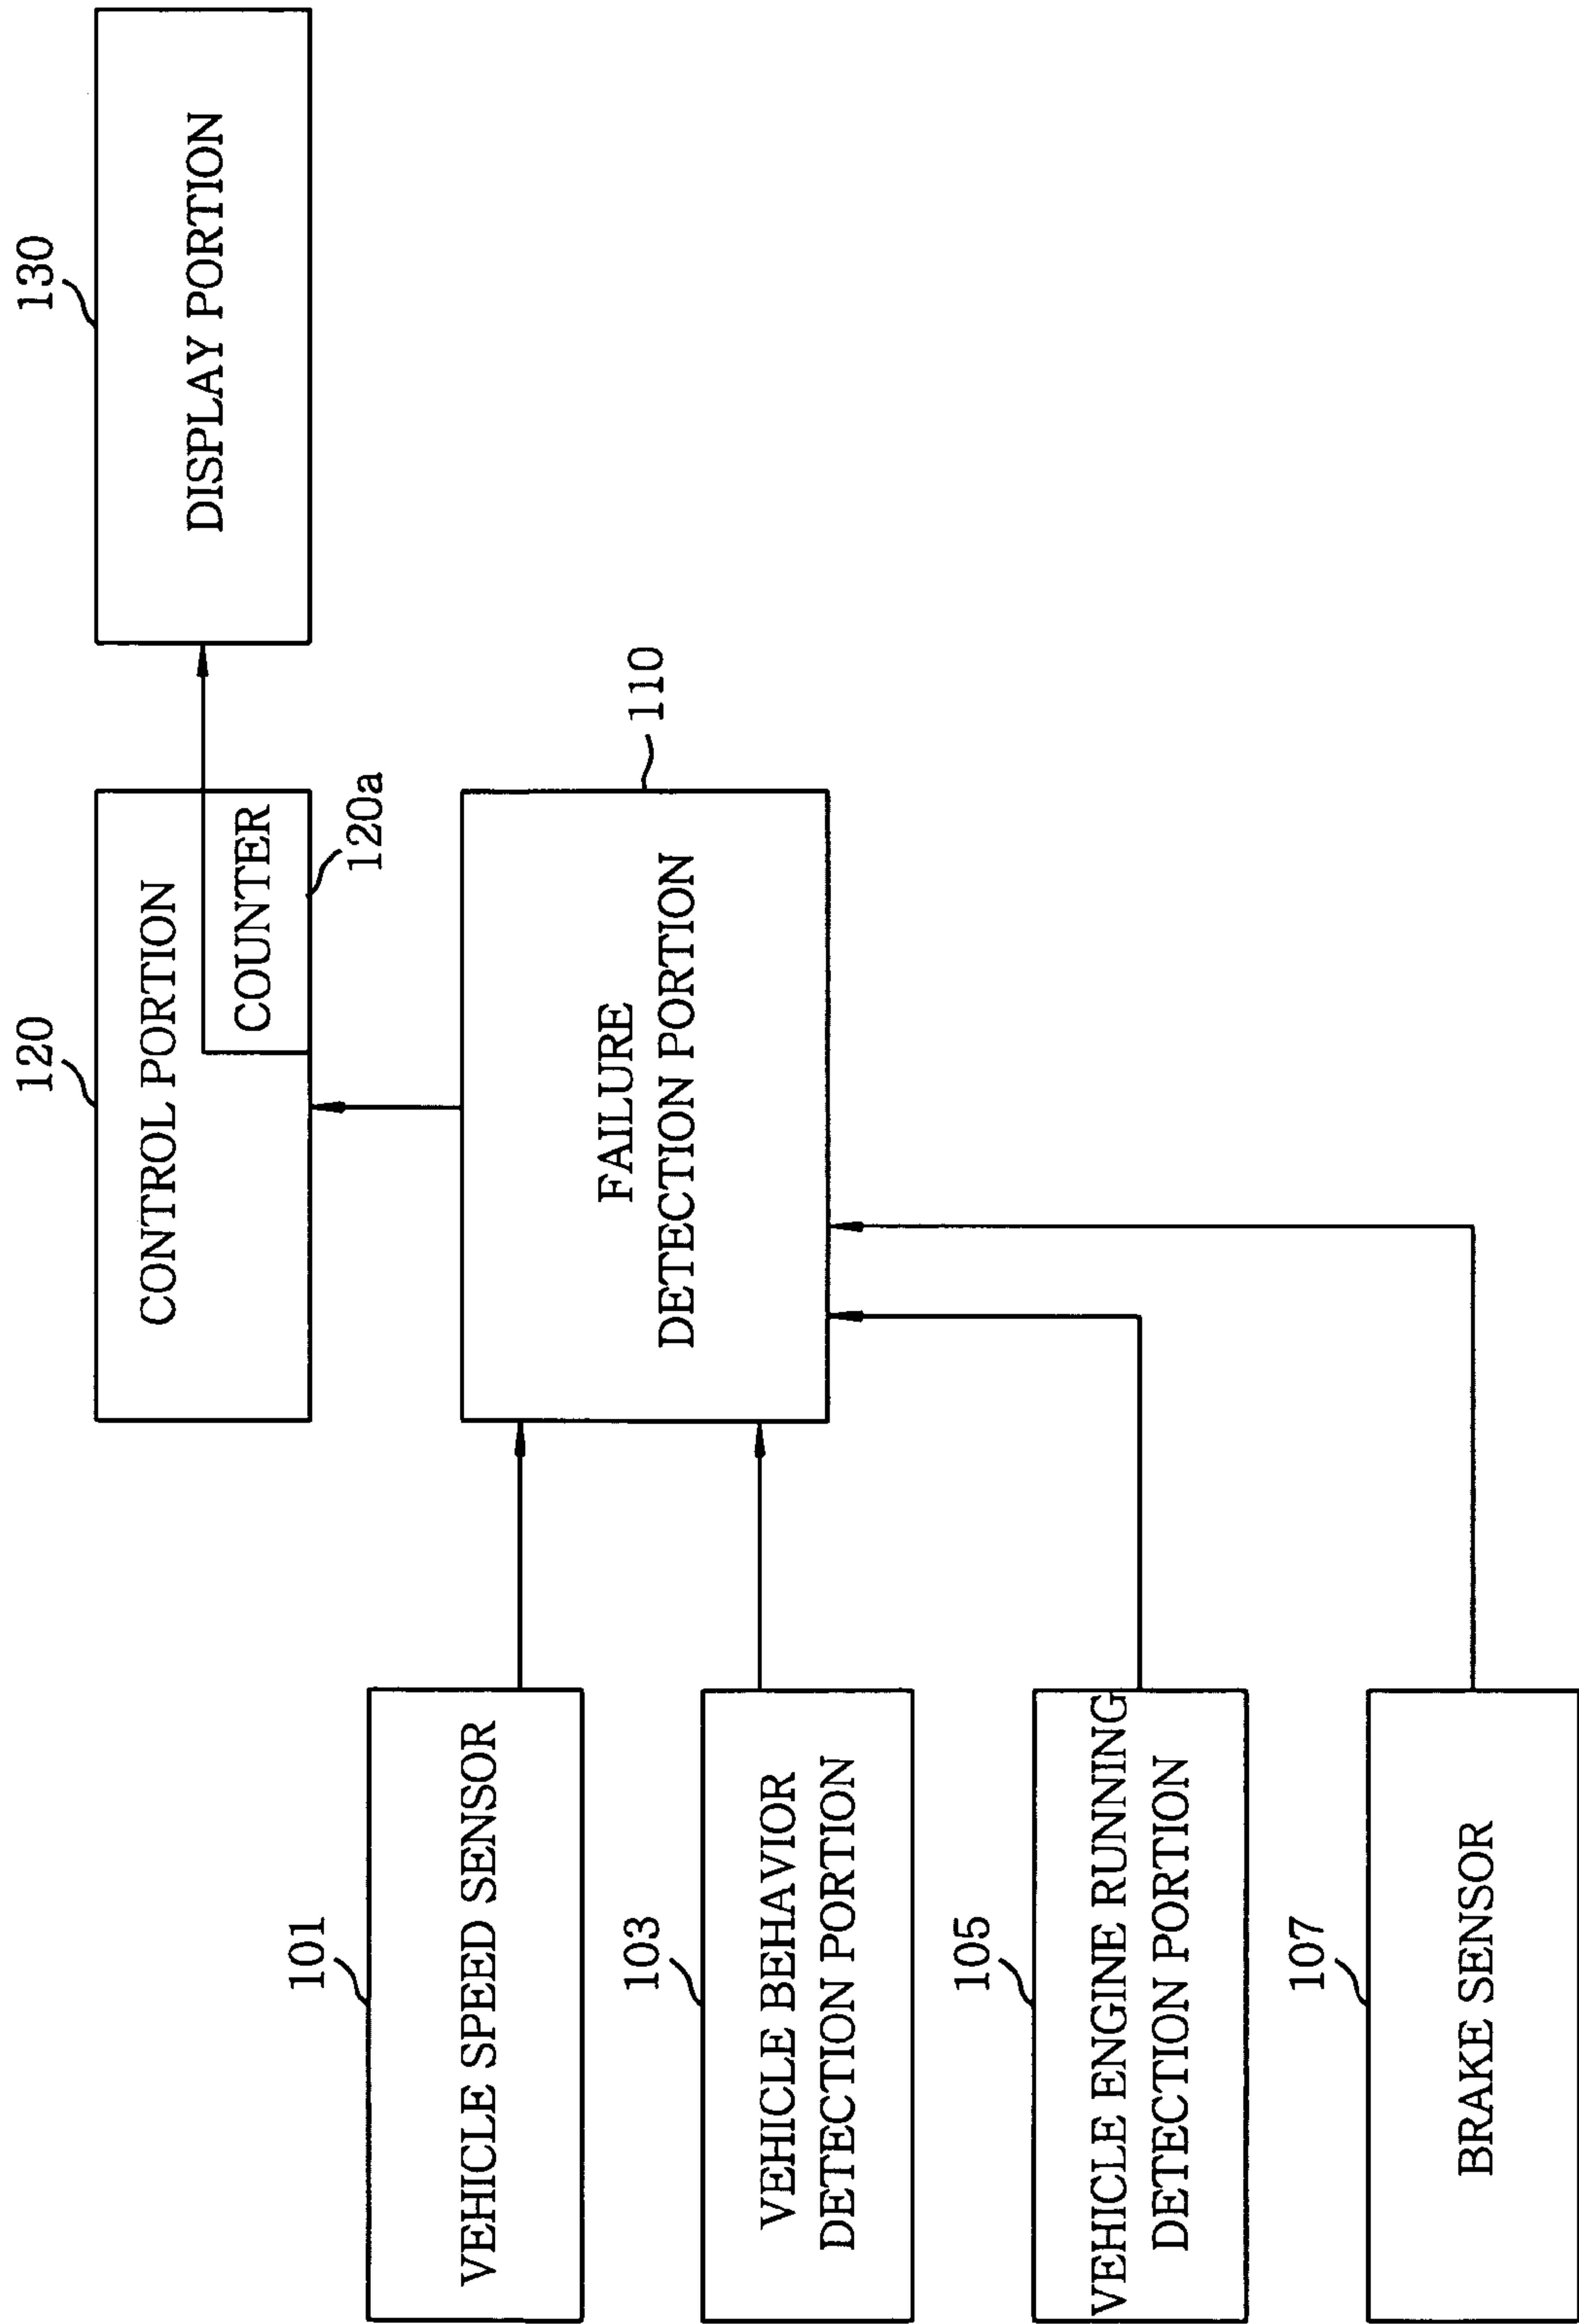 101
VEHICLE SPEED SENSOR
103
VEHICLE BEHAVIOR
DETECTION PORTION
105
VEHICLE ENGINE RUNNING
DETECTION PORTION
107
BRAKE SENSOR
120
CONTROL PORTION
COUNTER
120a
FAILURE
DETECTION PORTION
110
130
DISPLAY PORTION